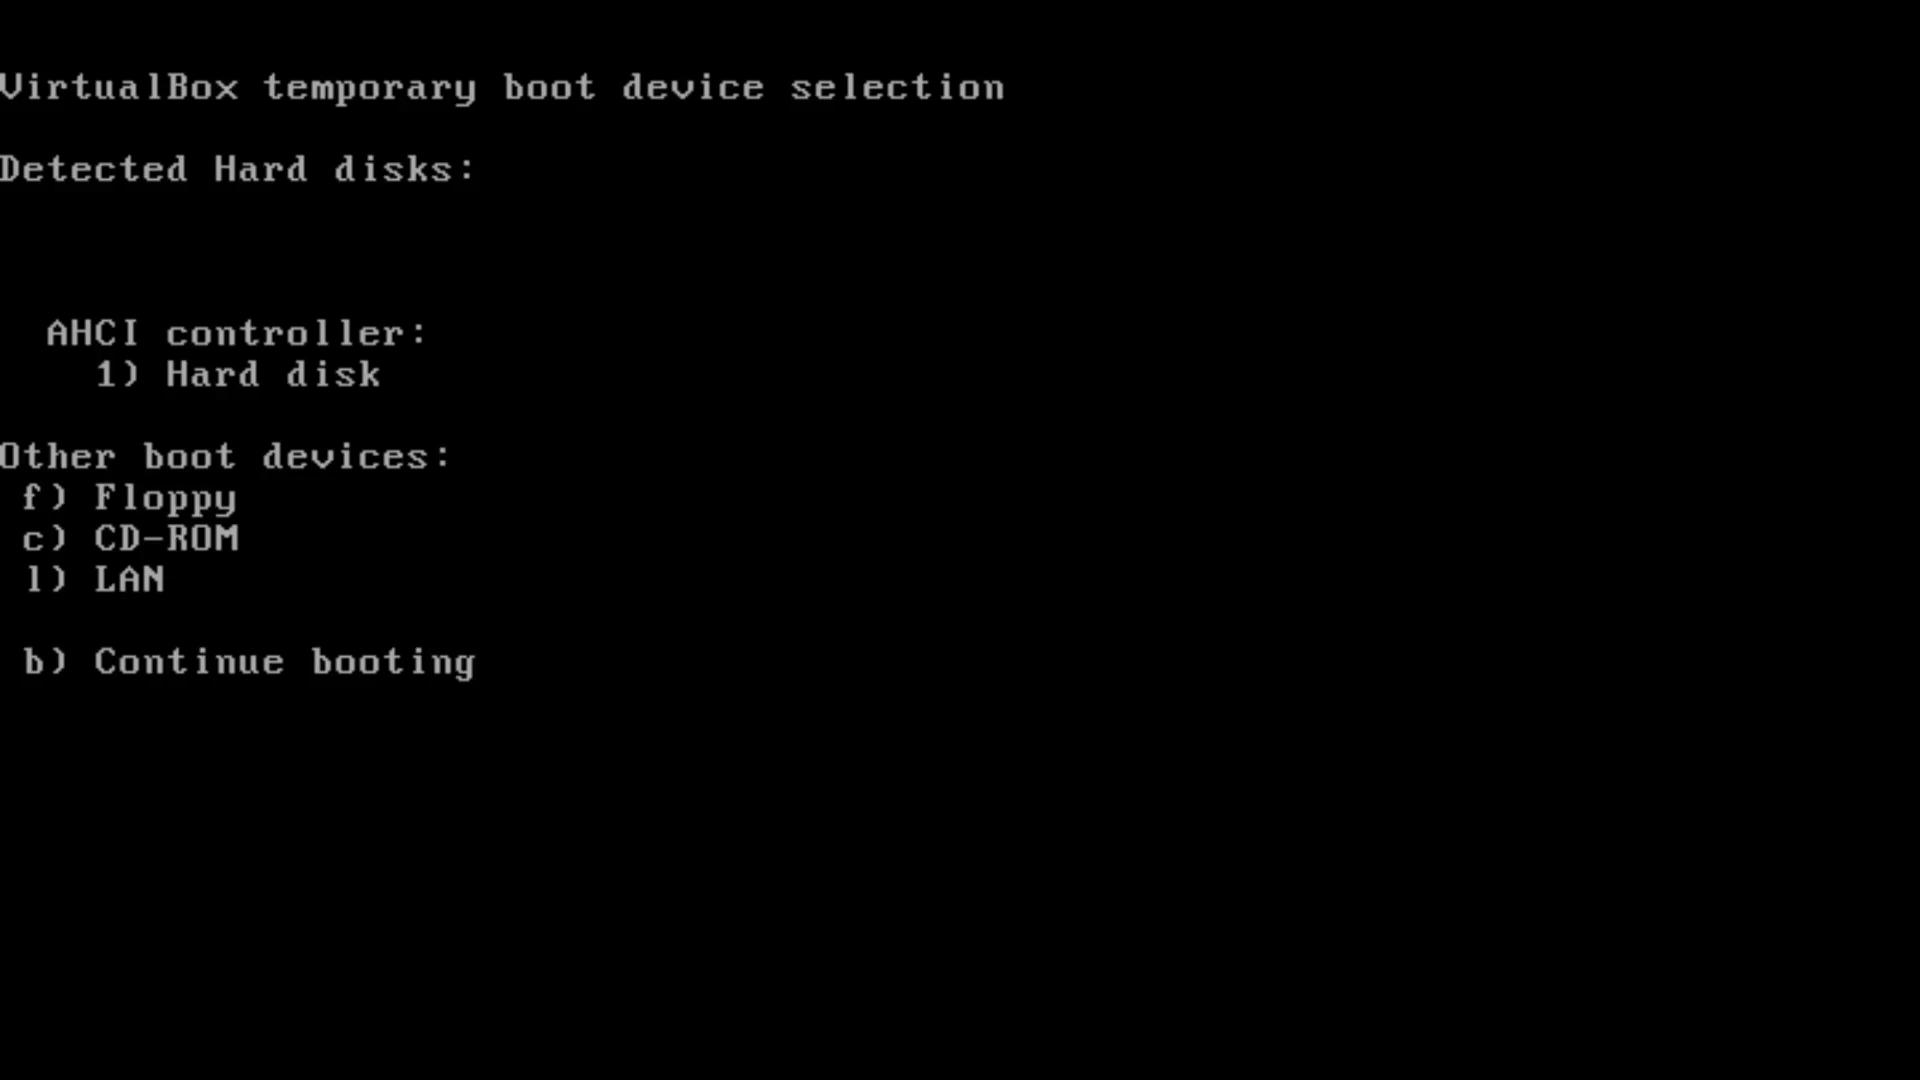 VirtualBox temporary boot device selection
Detected Hard disks:
AHCI controller:
1) Hard disk
Other boot devices:
f) Floppy
c) CD-ROM
l) LAN
b) Continue booting